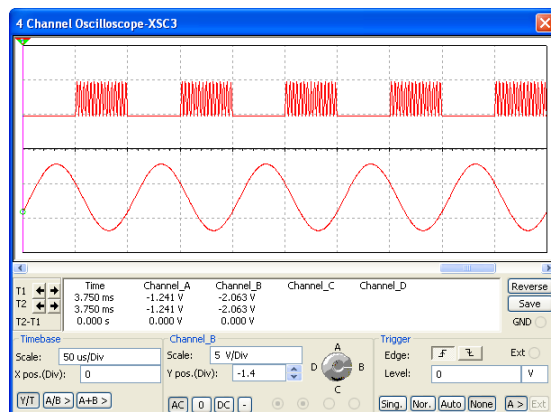 4 Channel Oscilloscope-XSC3
Time Channel_A Channel_B Channel_C Channel_D
T1 3.750 ms -1.241 V -2.063 V
T2 3.750 ms -1.241 V -2.063 V
T2-T1 0.000 s 0.000 V 0.000 V
Reverse
Save
GND
Timebase
Scale: 50 us/Div
X pos.(Div): 0
Y/T A/B > A+B >
Channel_B
Scale: 5 V/Div
Y pos.(Div): -1.4
AC 0 DC -
A
D B
C
Trigger
Edge: Ext
Level: 0 V
Sing. Nor. Auto None A > Ext